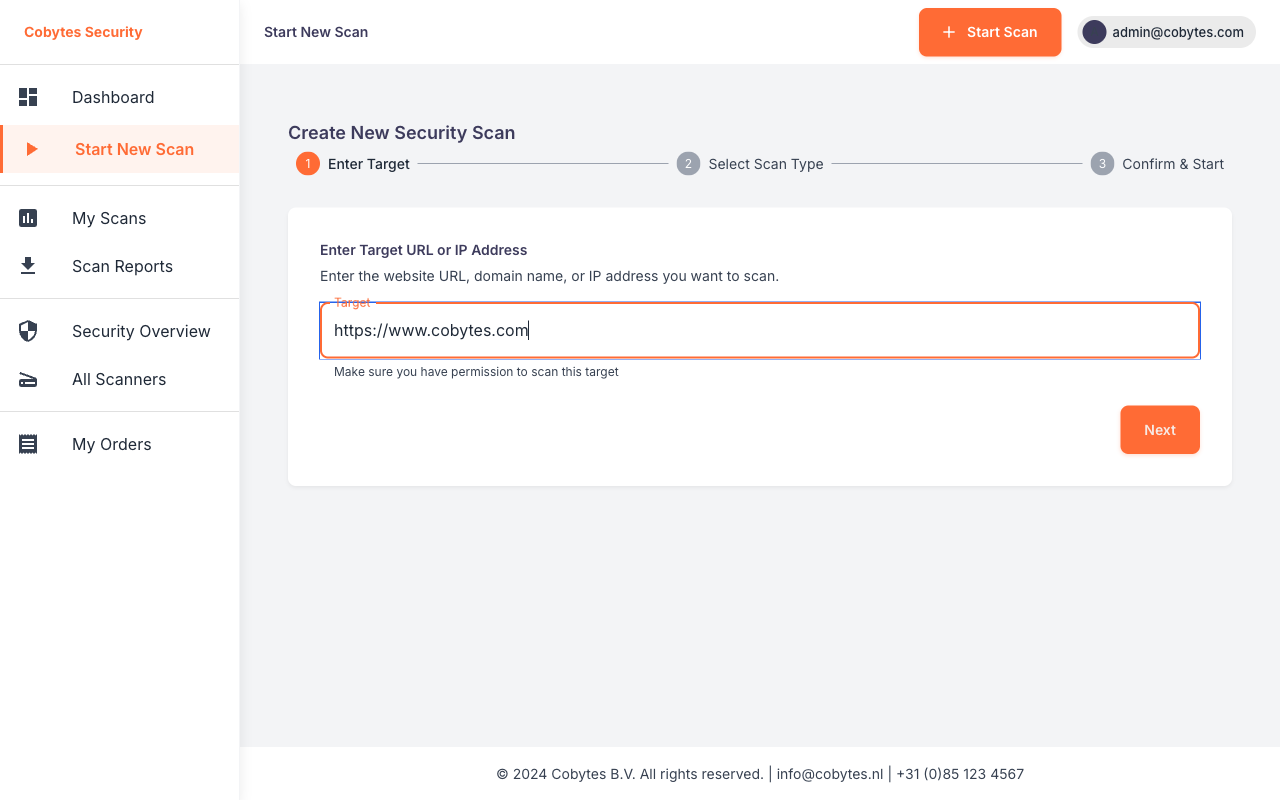 Cobytes Security
Start New Scan
Start Scan
admin@cobytes.com
Dashboard
Start New Scan
My Scans
Scan Reports
Security Overview
All Scanners
My Orders
Create New Security Scan
1 Enter Target
2 Select Scan Type
3 Confirm & Start
Enter Target URL or IP Address
Enter the website URL, domain name, or IP address you want to scan.
Target
https://www.cobytes.com
Make sure you have permission to scan this target
Next
© 2024 Cobytes B.V. All rights reserved. | info@cobytes.nl | +31 (0)85 123 4567